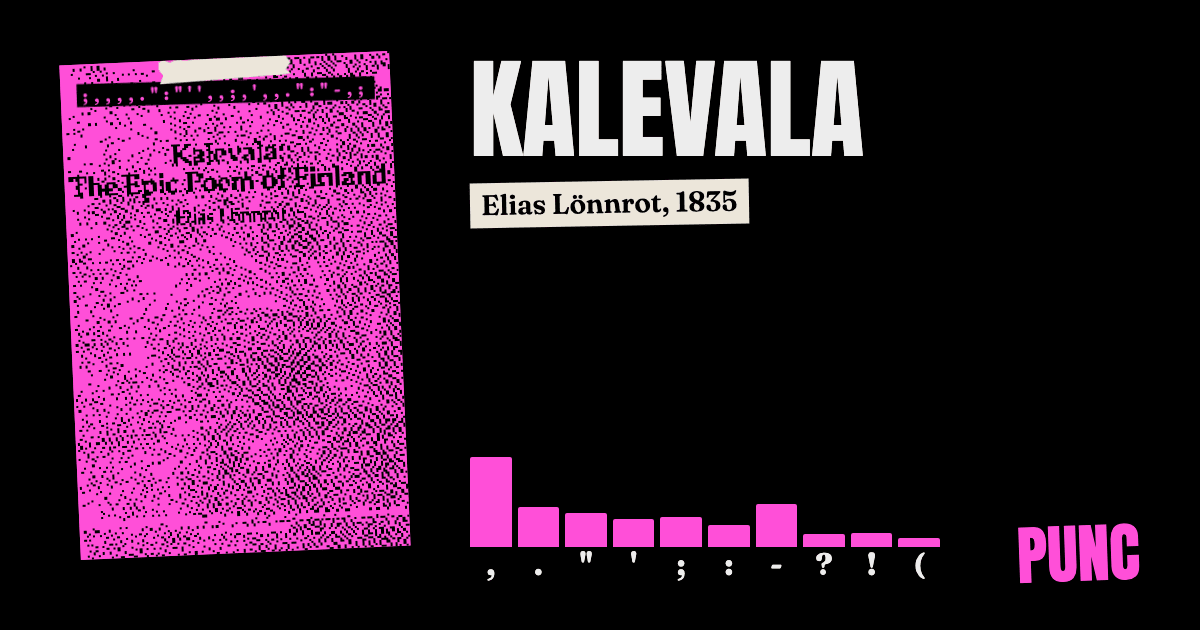 ;,,,,,.":"'',,;,',,.":"-,;
Kalevala:
The Epic Poem of Finland
Elias Lönnrot
KALEVALA
Elias Lönnrot, 1835
, . " ' ; : - ? ! (
PUNC